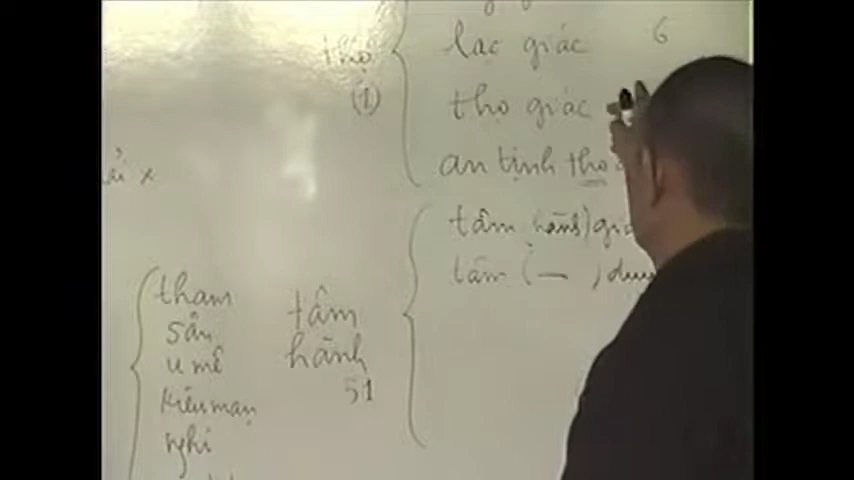 lạc giác 6
thọ
thọ giác
(1)
an tịnh thọ
tâm hành) giá
tâm ( — ) dun
tham
sân
u mê
kiêu mạn
nghi
tâm
hành
51